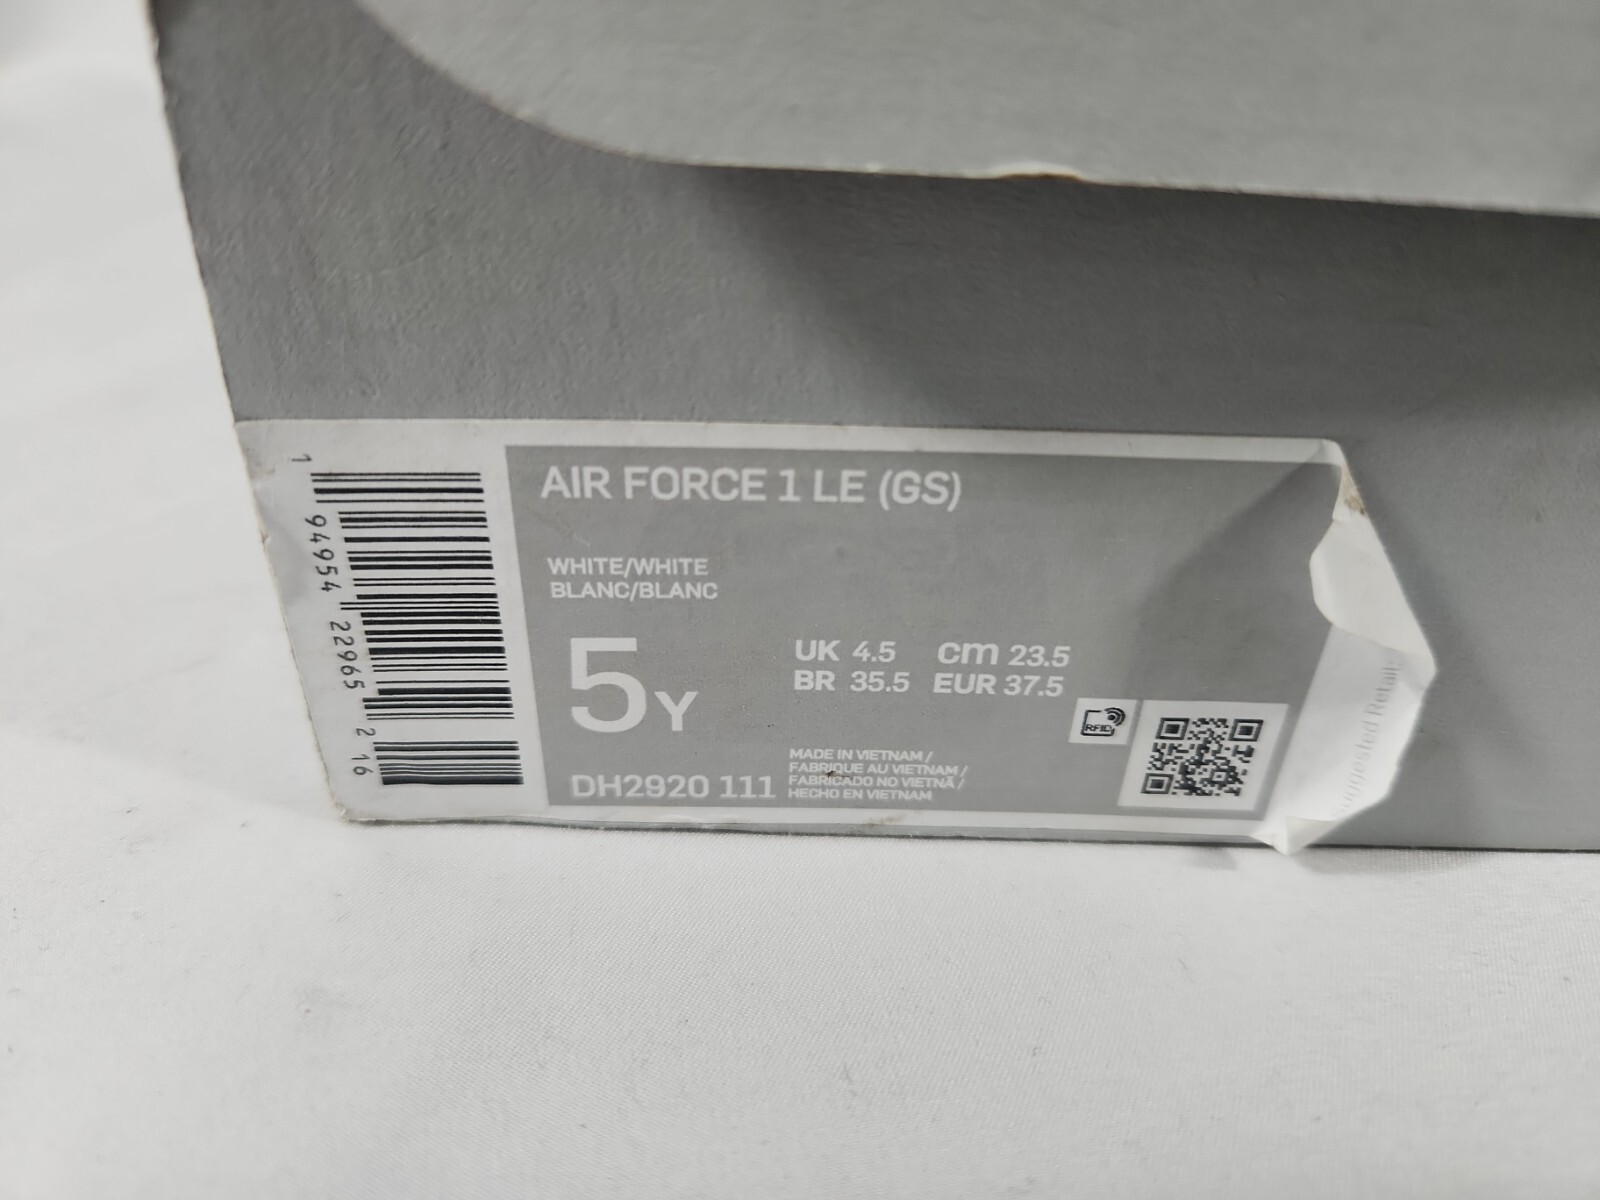 AIR FORCE 1 LE (GS)
WHITE/WHITE
BLANC/BLANC
5Y
UK 4.5 cm 23.5
BR 35.5 EUR 37.5
RFID
DH2920 111
MADE IN VIETNAM /
FABRIQUE AU VIETNAM /
FABRICADO NO VIETNÃ /
HECHO EN VIETNAM
1 94954 22965 2 16
Suggested Retail